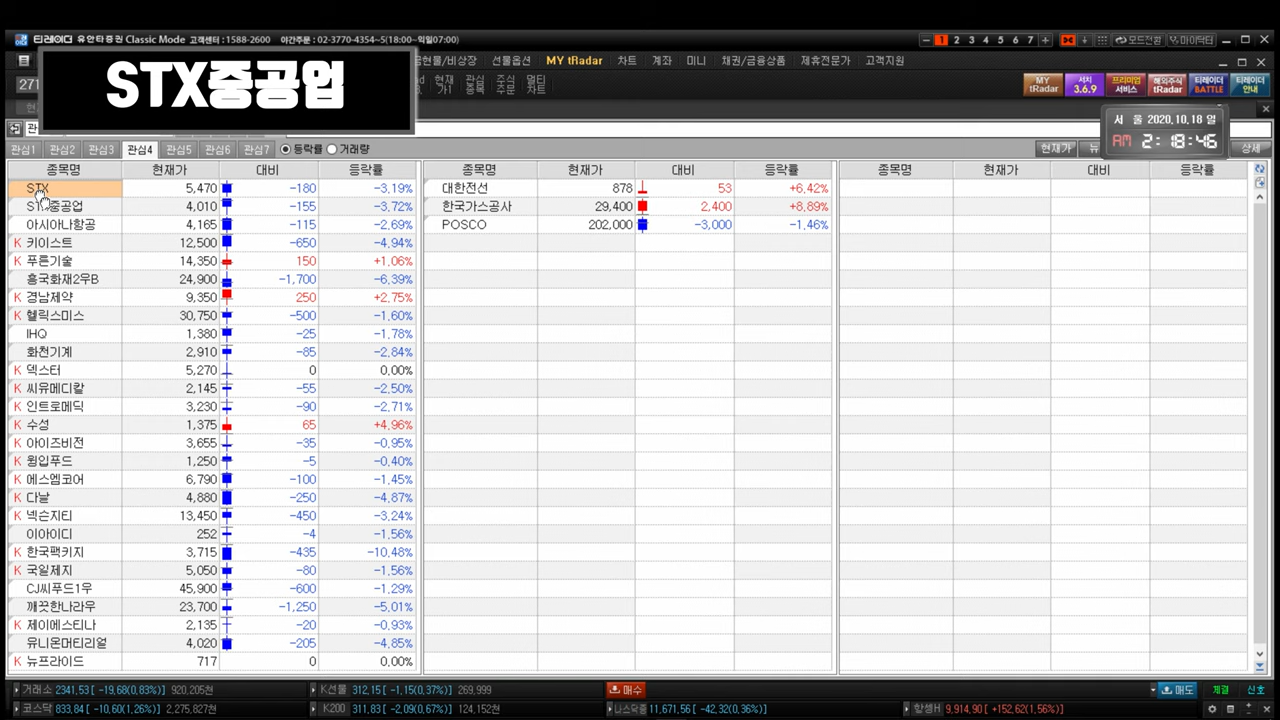 티레이더 유안타증권 Classic Mode 고객센터 : 1588-2600 야간주문 : 02-3770-4354~5(18:00~익일07:00)
1 2 3 4 5 6 7 모드전환 마이닥터
STX중공업
선물옵션 MY tRadar 차트 계좌 미니 채권/금융상품 제휴문가 고객지원
271
현재가 관심종목 주식주문 멀티차트
MY tRadar 서치 3.6.9 프리미엄 서비스 해외주식 tRadar 티레이더 BATTLE 티레이더 안내
서 울 2020.10.18 일
AM 2:18:46
관심1 관심2 관심3 관심4 관심5 관심6 관심7 등락률 거래량 현재가 뉴 상세
종목명 현재가 대비 등락률 종목명 현재가 대비 등락률 종목명 현재가 대비 등락률
STX 5,470 -180 -3.19% 대한전선 878 53 +6.42%
STX중공업 4,010 -155 -3.72% 한국가스공사 29,400 2,400 +8.89%
아시아나항공 4,165 -115 -2.69% POSCO 202,000 -3,000 -1.46%
K 키이스트 12,500 -650 -4.94%
K 푸른기술 14,350 150 +1.06%
흥국화재2우B 24,900 -1,700 -6.39%
K 경남제약 9,350 250 +2.75%
K 헬릭스미스 30,750 -500 -1.60%
IHQ 1,380 -25 -1.78%
화천기계 2,910 -85 -2.84%
K 덱스터 5,270 0 0.00%
K 씨유메디칼 2,145 -55 -2.50%
K 인트로메딕 3,230 -90 -2.71%
K 수성 1,375 65 +4.96%
K 아이즈비전 3,655 -35 -0.95%
K 윙입푸드 1,250 -5 -0.40%
K 에스엠코어 6,790 -100 -1.45%
K 다날 4,880 -250 -4.87%
K 넥슨지티 13,450 -450 -3.24%
이아이디 252 -4 -1.56%
K 한국팩키지 3,715 -435 -10.48%
K 국일제지 5,050 -80 -1.56%
CJ씨푸드1우 45,900 -600 -1.29%
깨끗한나라우 23,700 -1,250 -5.01%
K 제이에스티나 2,135 -20 -0.93%
유니온머티리얼 4,020 -205 -4.85%
K 뉴프라이드 717 0 0.00%
거래소 2341.53 [ -19.68(0.83%) 920,205천 K선물 312.15 [ -1.15(0.37%) 269,999 매수 매도 체결 신호
코스닥 833.84 [ -10.60(1.26%) 2,275,827천 K200 311.83 [ -2.09(0.67%) 124,152천 나스닥종 11,671.56 [ -42.32(0.36%) 항셍H 9,914.90 [ +152.62(1.56%)